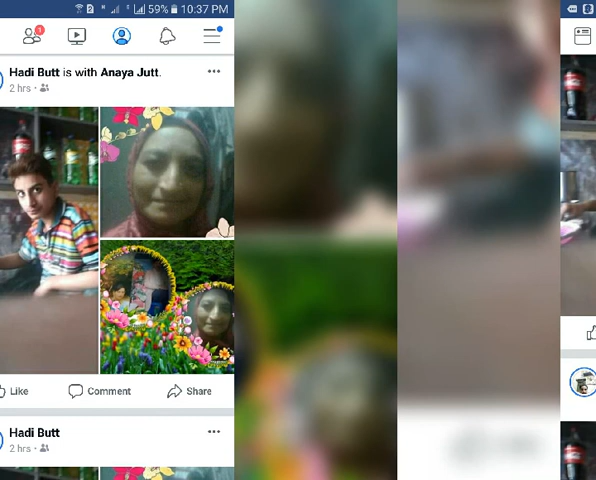 59% 10:37 PM
1
Hadi Butt is with Anaya Jutt.
2 hrs
Like Comment Share
Hadi Butt
2 hrs